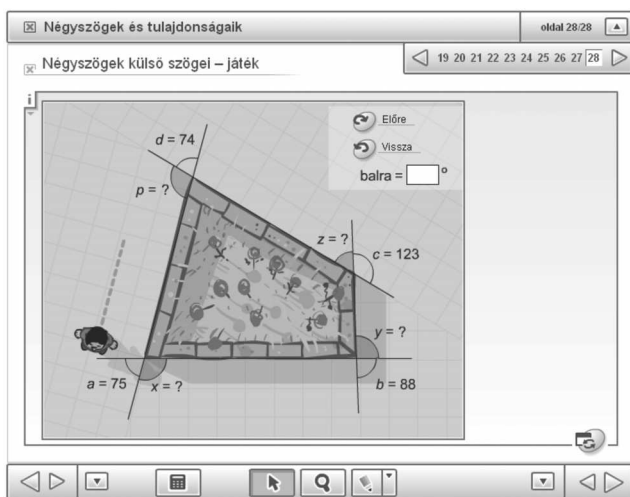 Négyszögek és tulajdonságaik
oldal 28/28
Négyszögek külső szögei – játék
19 20 21 22 23 24 25 26 27 28
i
Előre
Vissza
balra = º
d = 74
p = ?
z = ?
c = 123
y = ?
b = 88
a = 75
x = ?